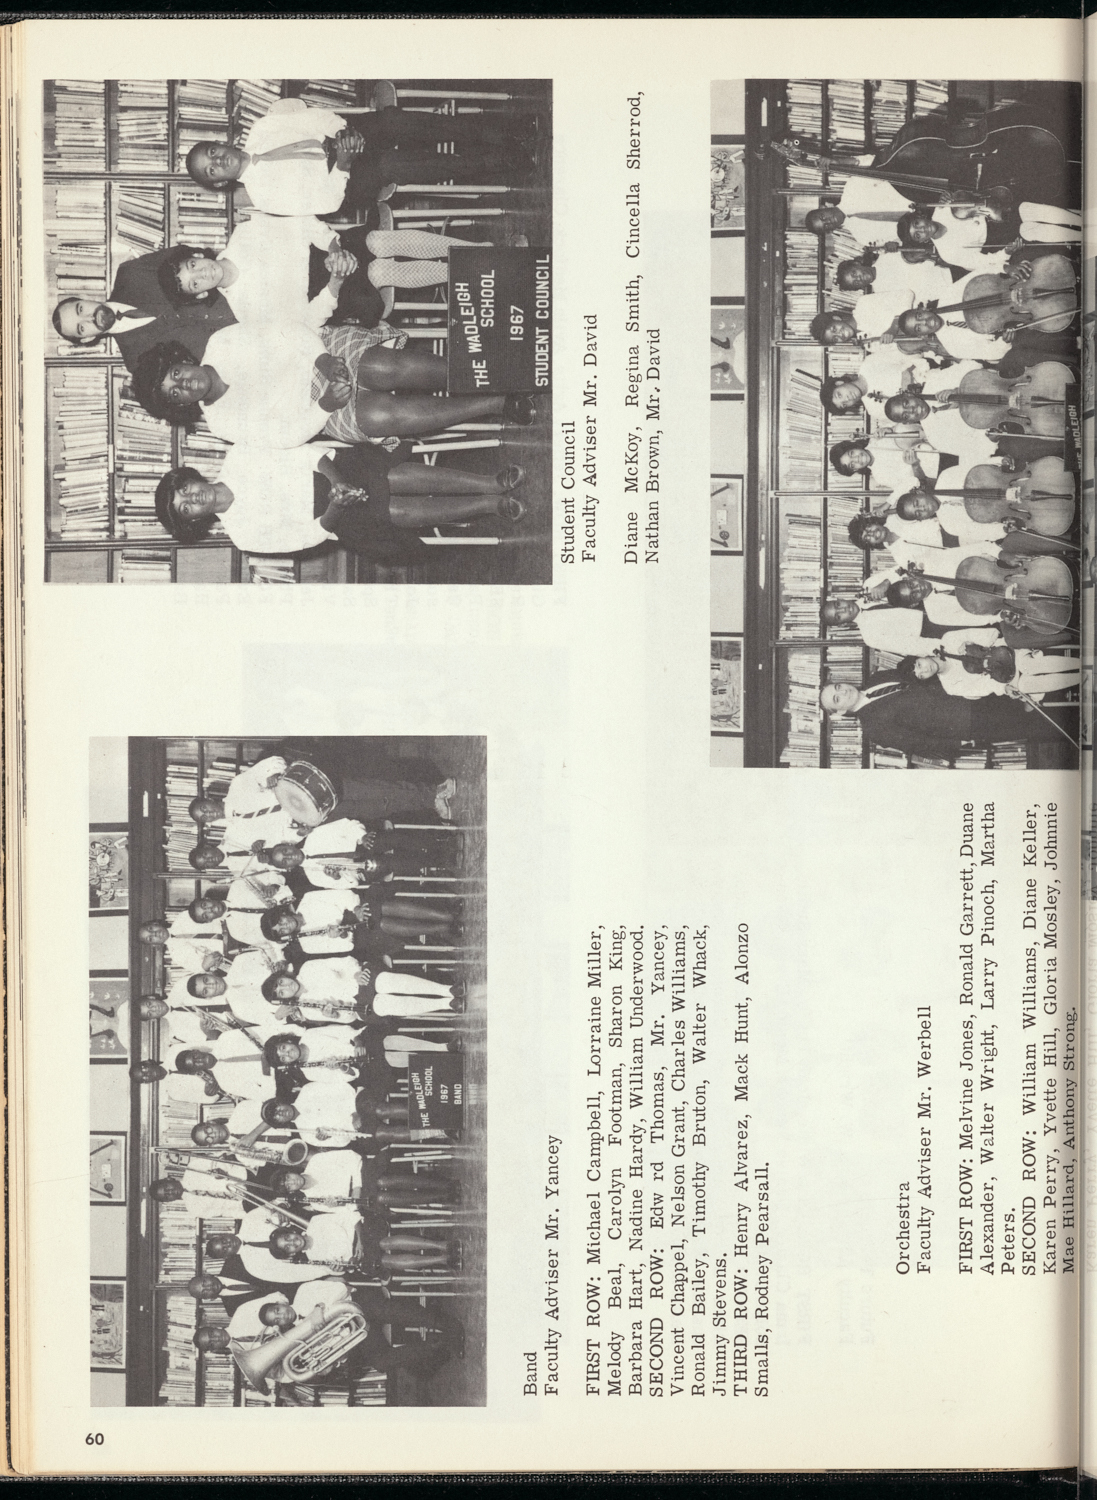 THE WADLEIGH
SCHOOL
1967
STUDENT COUNCIL
Student Council
Faculty Adviser Mr. David
Diane McKoy, Regina Smith, Cincella Sherrod,
Nathan Brown, Mr. David
THE WADLEIGH
SCHOOL
1967
BAND
Band
Faculty Adviser Mr. Yancey
FIRST ROW: Michael Campbell, Lorraine Miller,
Melody Beal, Carolyn Footman, Sharon King,
Barbara Hart, Nadine Hardy, William Underwood.
SECOND ROW: Edw rd Thomas, Mr. Yancey,
Vincent Chappel, Nelson Grant, Charles Williams,
Ronald Bailey, Timothy Bruton, Walter Whack,
Jimmy Stevens.
THIRD ROW: Henry Alvarez, Mack Hunt, Alonzo
Smalls, Rodney Pearsall.
WADLEIGH
Orchestra
Faculty Adviser Mr. Werbell
FIRST ROW: Melvine Jones, Ronald Garrett, Duane
Alexander, Walter Wright, Larry Pinoch, Martha
Peters.
SECOND ROW: William Williams, Diane Keller,
Karen Perry, Yvette Hill, Gloria Mosley, Johnnie
Mae Hillard, Anthony Strong.
60